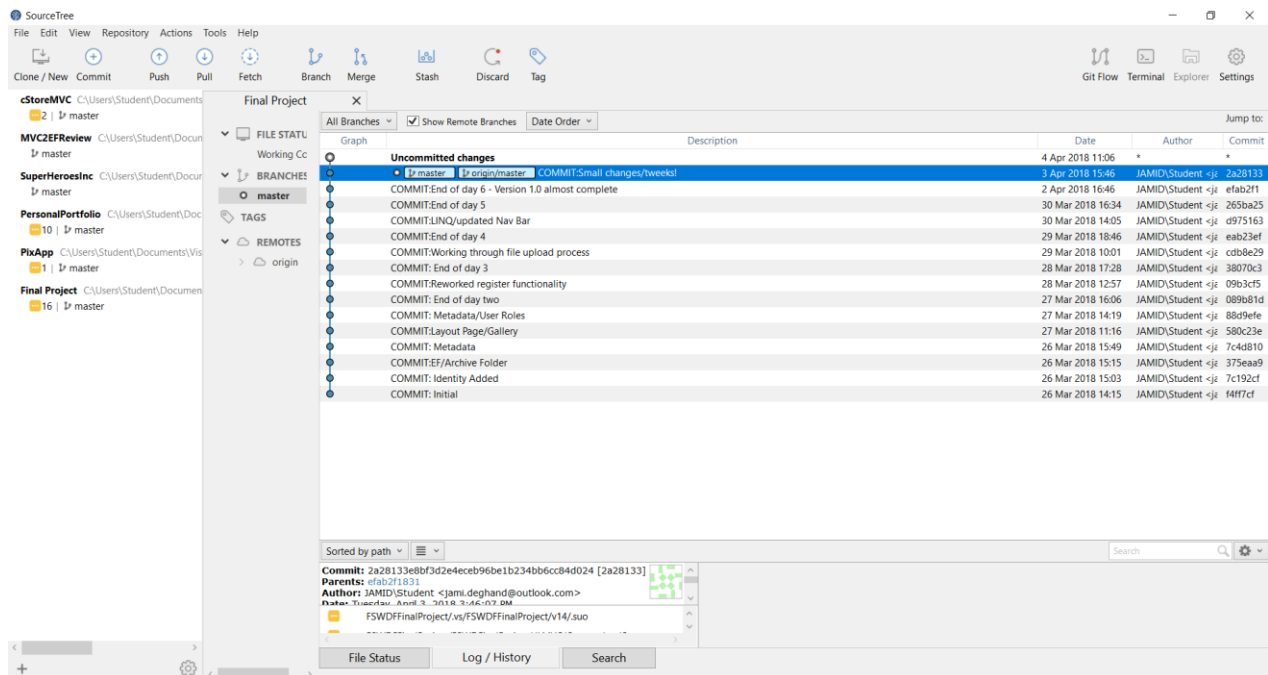 SourceTree
File Edit View Repository Actions Tools Help
Clone / New Commit Push Pull Fetch Branch Merge Stash Discard Tag Git Flow Terminal Explorer Settings
cStoreMVC C:\Users\Student\Documents
2 | master
MVC2EFReview C:\Users\Student\Docun
master
SuperHeroesInc C:\Users\Student\Docur
master
PersonalPortfolio C:\Users\Student\Doc
10 | master
PixApp C:\Users\Student\Documents\Vis
1 | master
Final Project C:\Users\Student\Documen
16 | master
Final Project
FILE STATU
Working Cc
BRANCHES
master
TAGS
REMOTES
origin
All Branches Show Remote Branches Date Order Jump to:
Graph Description Date Author Commit
Uncommitted changes 4 Apr 2018 11:06 * *
master origin/master COMMIT:Small changes/tweeks! 3 Apr 2018 15:46 JAMID\Student <ja 2a28133
COMMIT:End of day 6 - Version 1.0 almost complete 2 Apr 2018 16:46 JAMID\Student <ja efab2f1
COMMIT:End of day 5 30 Mar 2018 16:34 JAMID\Student <ja 265ba25
COMMIT:LINQ/updated Nav Bar 30 Mar 2018 14:05 JAMID\Student <ja d975163
COMMIT:End of day 4 29 Mar 2018 18:46 JAMID\Student <ja eab23ef
COMMIT:Working through file upload process 29 Mar 2018 10:01 JAMID\Student <ja cdb8e29
COMMIT: End of day 3 28 Mar 2018 17:28 JAMID\Student <ja 38070c3
COMMIT:Reworked register functionality 28 Mar 2018 12:57 JAMID\Student <ja 09b3cf5
COMMIT: End of day two 27 Mar 2018 16:06 JAMID\Student <ja 089b81d
COMMIT: Metadata/User Roles 27 Mar 2018 14:19 JAMID\Student <ja 88d9efe
COMMIT:Layout Page/Gallery 27 Mar 2018 11:16 JAMID\Student <ja 580c23e
COMMIT: Metadata 26 Mar 2018 15:49 JAMID\Student <ja 7c4d810
COMMIT:EF/Archive Folder 26 Mar 2018 15:15 JAMID\Student <ja 375eaa9
COMMIT: Identity Added 26 Mar 2018 15:03 JAMID\Student <ja 7c192cf
COMMIT: Initial 26 Mar 2018 14:15 JAMID\Student <ja f4ff7cf
Sorted by path Search
Commit: 2a28133e8bf3d2e4eceb96be1b234bb6cc84d024 [2a28133]
Parents: efab2f1831
Author: JAMID\Student <jami.deghand@outlook.com>
Date: Tuesday, April 3, 2018 3:46:07 PM
FSWDFFinalProject/.vs/FSWDFFinalProject/v14/.suo
File Status Log / History Search